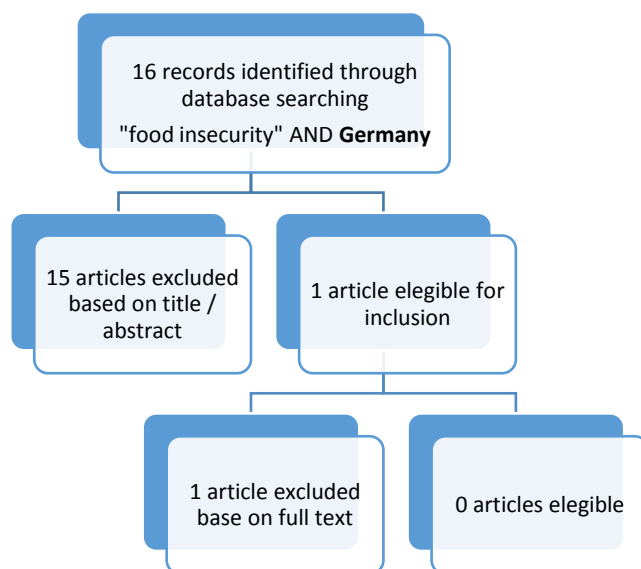 16 records identified through
database searching
"food insecurity" AND Germany
15 articles excluded
based on title /
abstract
1 article elegible for
inclusion
1 article excluded
base on full text
0 articles elegible